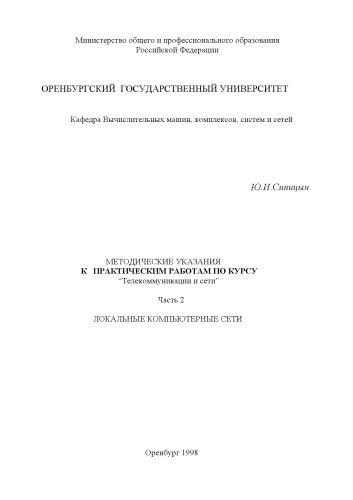 Министерство общего и профессионального образования
Российской Федерации
ОРЕНБУРГСКИЙ ГОСУДАРСТВЕННЫЙ УНИВЕРСИТЕТ
Кафедра Вычислительных машин, комплексов, систем и сетей
Ю.И.Синицын
МЕТОДИЧЕСКИЕ УКАЗАНИЯ
К ПРАКТИЧЕСКИМ РАБОТАМ ПО КУРСУ
“Телекоммуникации и сети”
Часть 2
ЛОКАЛЬНЫЕ КОМПЬЮТЕРНЫЕ СЕТИ
Оренбург 1998